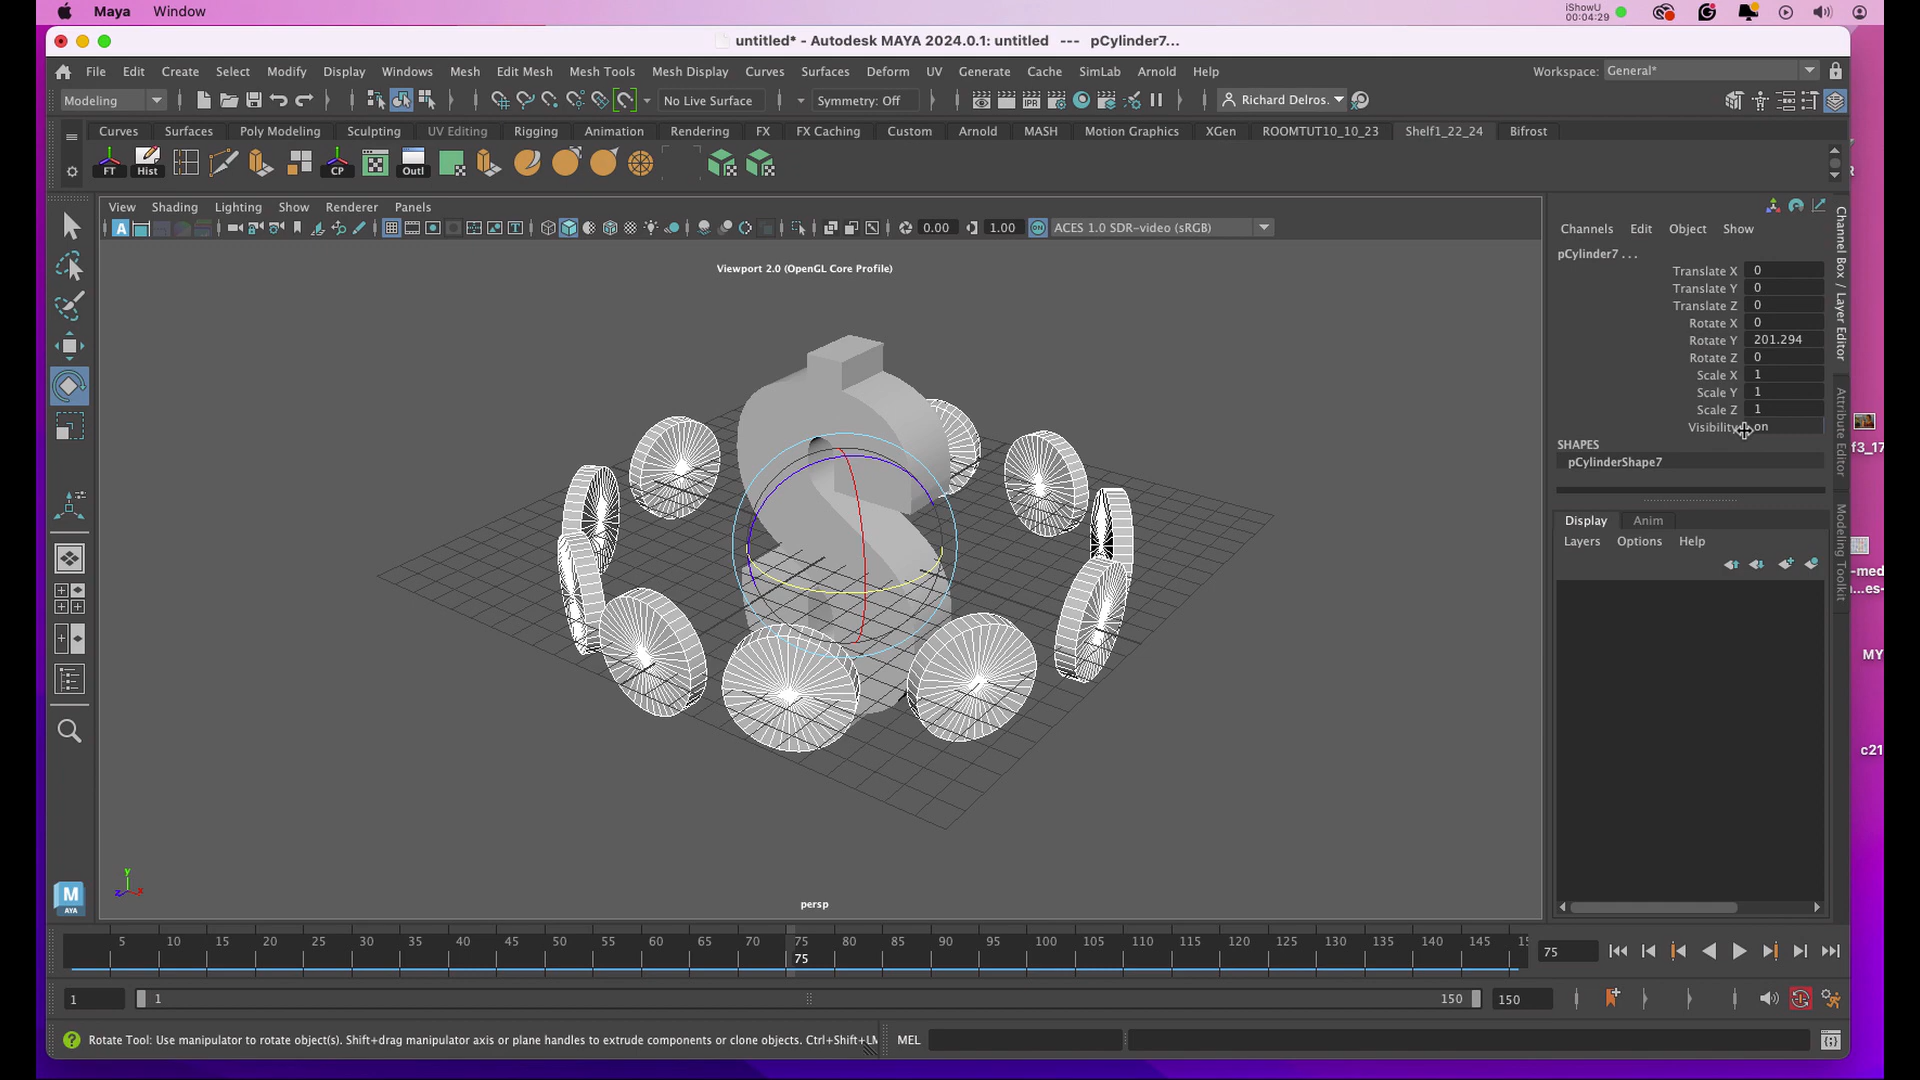 Maya Window
iShowU
00:04:29
untitled* - Autodesk MAYA 2024.0.1: untitled --- pCylinder7...
File Edit Create Select Modify Display Windows Mesh Edit Mesh Mesh Tools Mesh Display Curves Surfaces Deform UV Generate Cache SimLab Arnold Help
Workspace: General*
Modeling No Live Surface Symmetry: Off IPR Richard Delros.
Curves Surfaces Poly Modeling Sculpting UV Editing Rigging Animation Rendering FX FX Caching Custom Arnold MASH Motion Graphics XGen ROOMTUT10_10_23 Shelf1_22_24 Bifrost
FT Hist CP Outl
View Shading Lighting Show Renderer Panels
0.00 1.00 ACES 1.0 SDR-video (sRGB)
Viewport 2.0 (OpenGL Core Profile)
Channels Edit Object Show
pCylinder7 . . .
Translate X 0
Translate Y 0
Translate Z 0
Rotate X 0
Rotate Y 201.294
Rotate Z 0
Scale X 1
Scale Y 1
Scale Z 1
Visibility on
SHAPES
pCylinderShape7
Display Anim
Layers Options Help
Channel Box / Layer Editor
Attribute Editor
Modeling Toolkit
f3_17
-med
...es-
MY
c21
y
z x
persp
M
AYA
5 10 15 20 25 30 35 40 45 50 55 60 65 70 75 80 85 90 95 100 105 110 115 120 125 130 135 140 145 15
75
75
1 1 150 150
Rotate Tool: Use manipulator to rotate object(s). Shift+drag manipulator axis or plane handles to extrude components or clone objects. Ctrl+Shift+LM
MEL